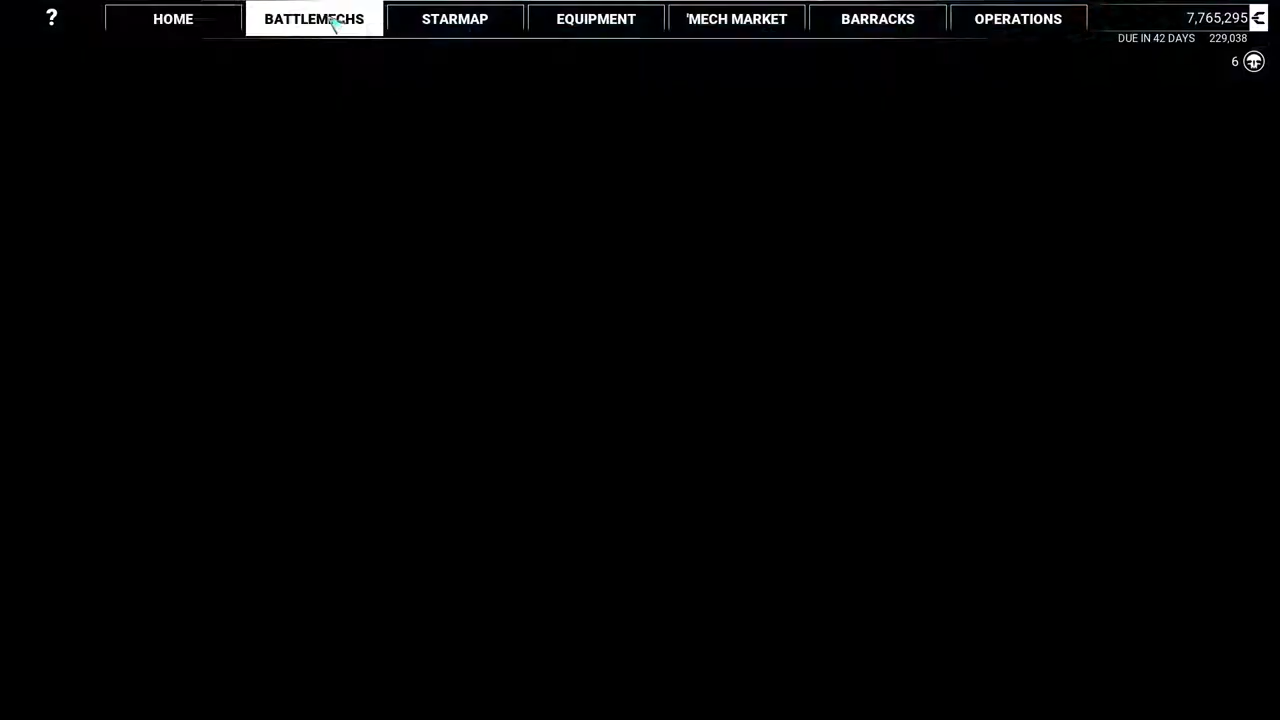 ?
HOME
BATTLEMECHS
STARMAP
EQUIPMENT
'MECH MARKET
BARRACKS
OPERATIONS
7,765,295
DUE IN 42 DAYS 229,038
6